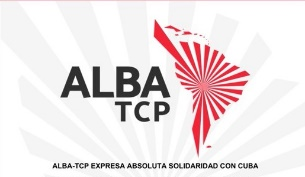 ALBA
TCP
ALBA-TCP EXPRESA ABSOLUTA SOLIDARIDAD CON CUBA